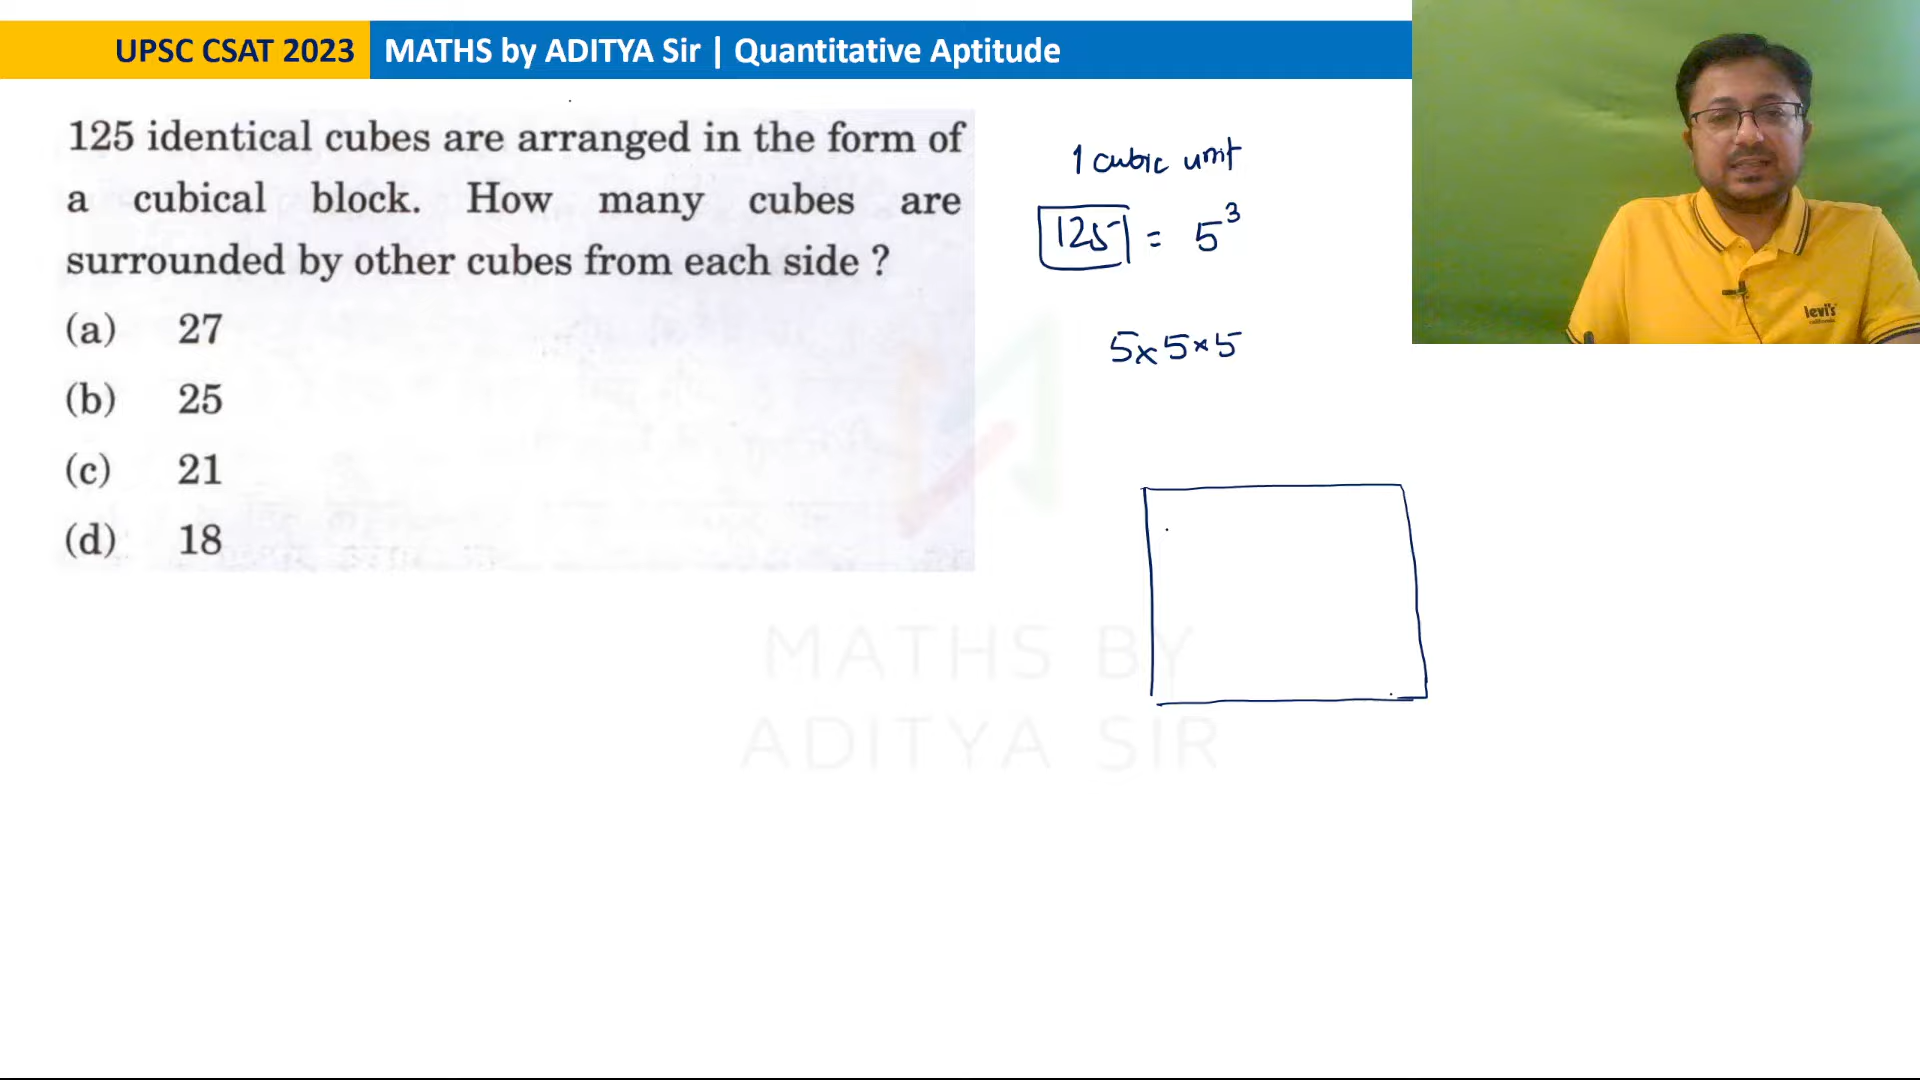 UPSC CSAT 2023
MATHS by ADITYA Sir | Quantitative Aptitude
125 identical cubes are arranged in the form of
a cubical block. How many cubes are
surrounded by other cubes from each side ?
(a) 27
(b) 25
(c) 21
(d) 18
1 cubic unit
125 = 5³
5×5×5
levi's
MATHS BY
ADITYA SIR